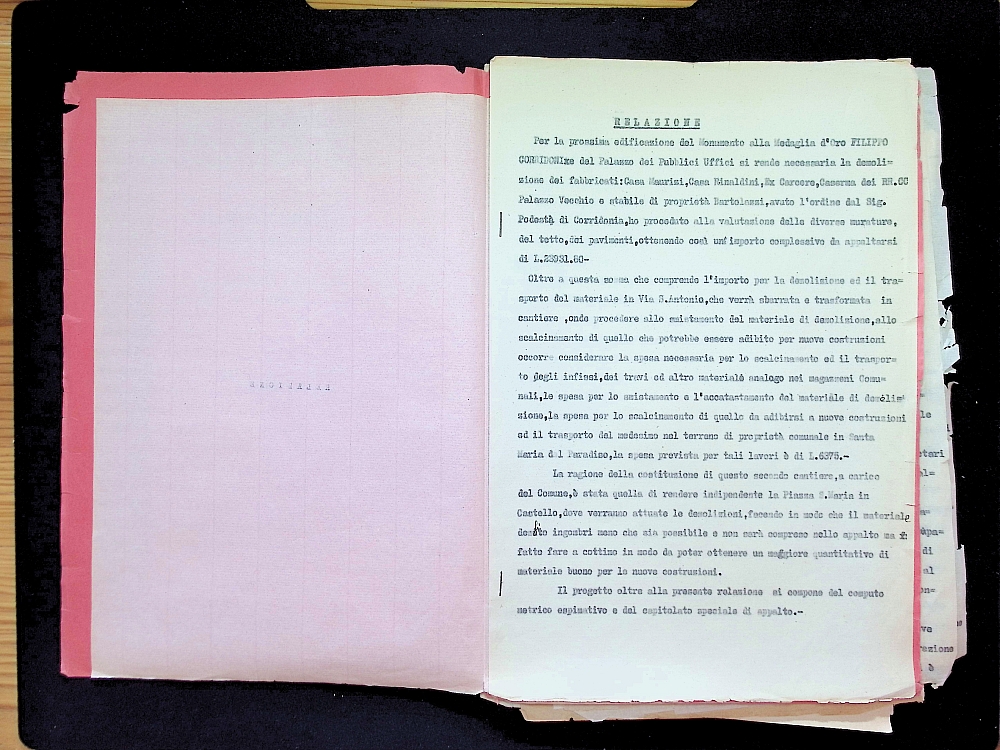 RELAZIONE
Per la prossima edificazione del Monumento alla Medaglia d'Oro FILIPPO
CORRIDONIxe del Palazzo dei Pubblici Uffici si rende necessaria la demoli=
zione dei fabbricati:Casa Maurizi,Casa Rinaldini,Ex Carcere,Caserma dei RR.CC
Palazzo Vecchio e stabile di proprietà Bartolazzi,avuto l'ordine dal Sig.
Podestà di Corridonia,ho proceduto alla valutazione delle diverse murature,
del tetto,dei pavimenti,ottenendo così un'importo complessivo da appaltarsi
di L.23931.60-
Oltre a questa somma che comprende l'importo per la demolizione ed il tra=
sporto del materiale in Via S.Antonio,che verrà sbarrata e trasformata in
cantiere ,onde procedere allo smistamento del materiale di demolizione,allo
scalcinamento di quello che potrebbe essere adibito per nuove costruzioni
occorre considerare la spesa necessaria per lo scalcinamento ed il traspor=
to degli infissi,dei travi ed altro materiale analogo nei magazzeni Comu=
nali,le spesa per lo smistamento e l'accatastamento del materiale di demolim
zione,la spesa per lo scalcinamento di quello da adibirsi a nuove costruzioni
ed il trasporto del medesimo nel terreno di proprietà comunale in Santa
Maria del Paradiso,la spesa prevista per tali lavori è di L.6375.-
La ragione della costituzione di questo secondo cantiere,a carico
del Comune,è stata quella di rendere indipendente la Piazza S.Maria in
Castello,dove verranno attuate le demolizioni,facendo in modo che il materiale
ingombri meno che sia possibile e non sarà compreso nello appalto ma
fatto fare a cottimo in modo da poter ottenere un maggiore quantitativo di
materiale buono per le nuove costruzioni.
Il progetto oltre alla presente relazione si compone del computo
metrico estimativo e del capitolato speciale di appalto.-